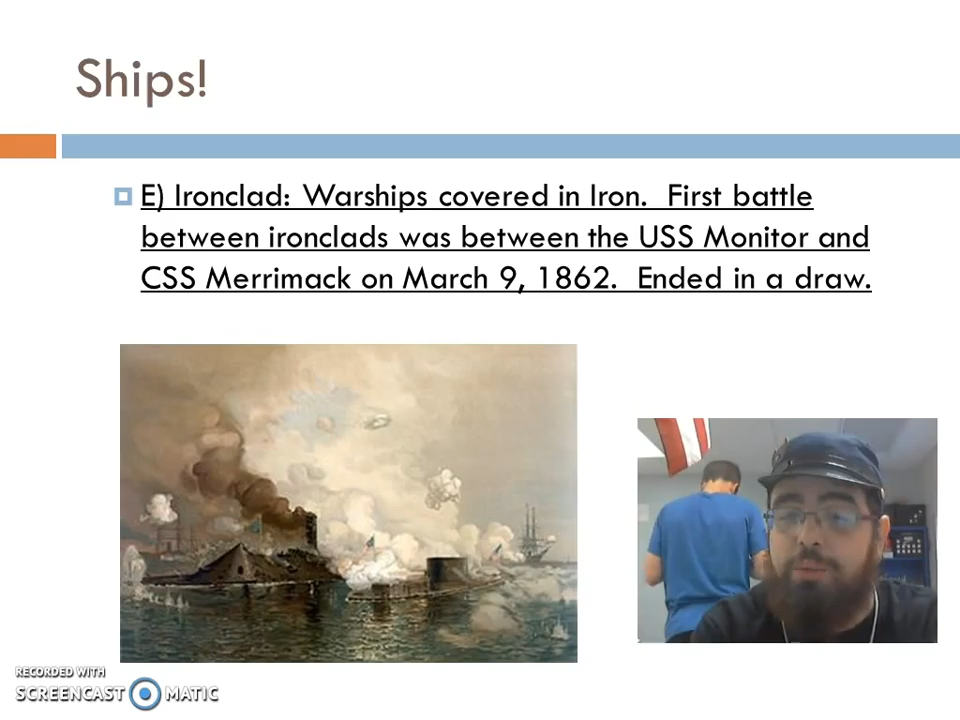 Ships!
E) Ironclad: Warships covered in Iron. First battle
between ironclads was between the USS Monitor and
CSS Merrimack on March 9, 1862. Ended in a draw.
RECORDED WITH
SCREENCAST MATIC